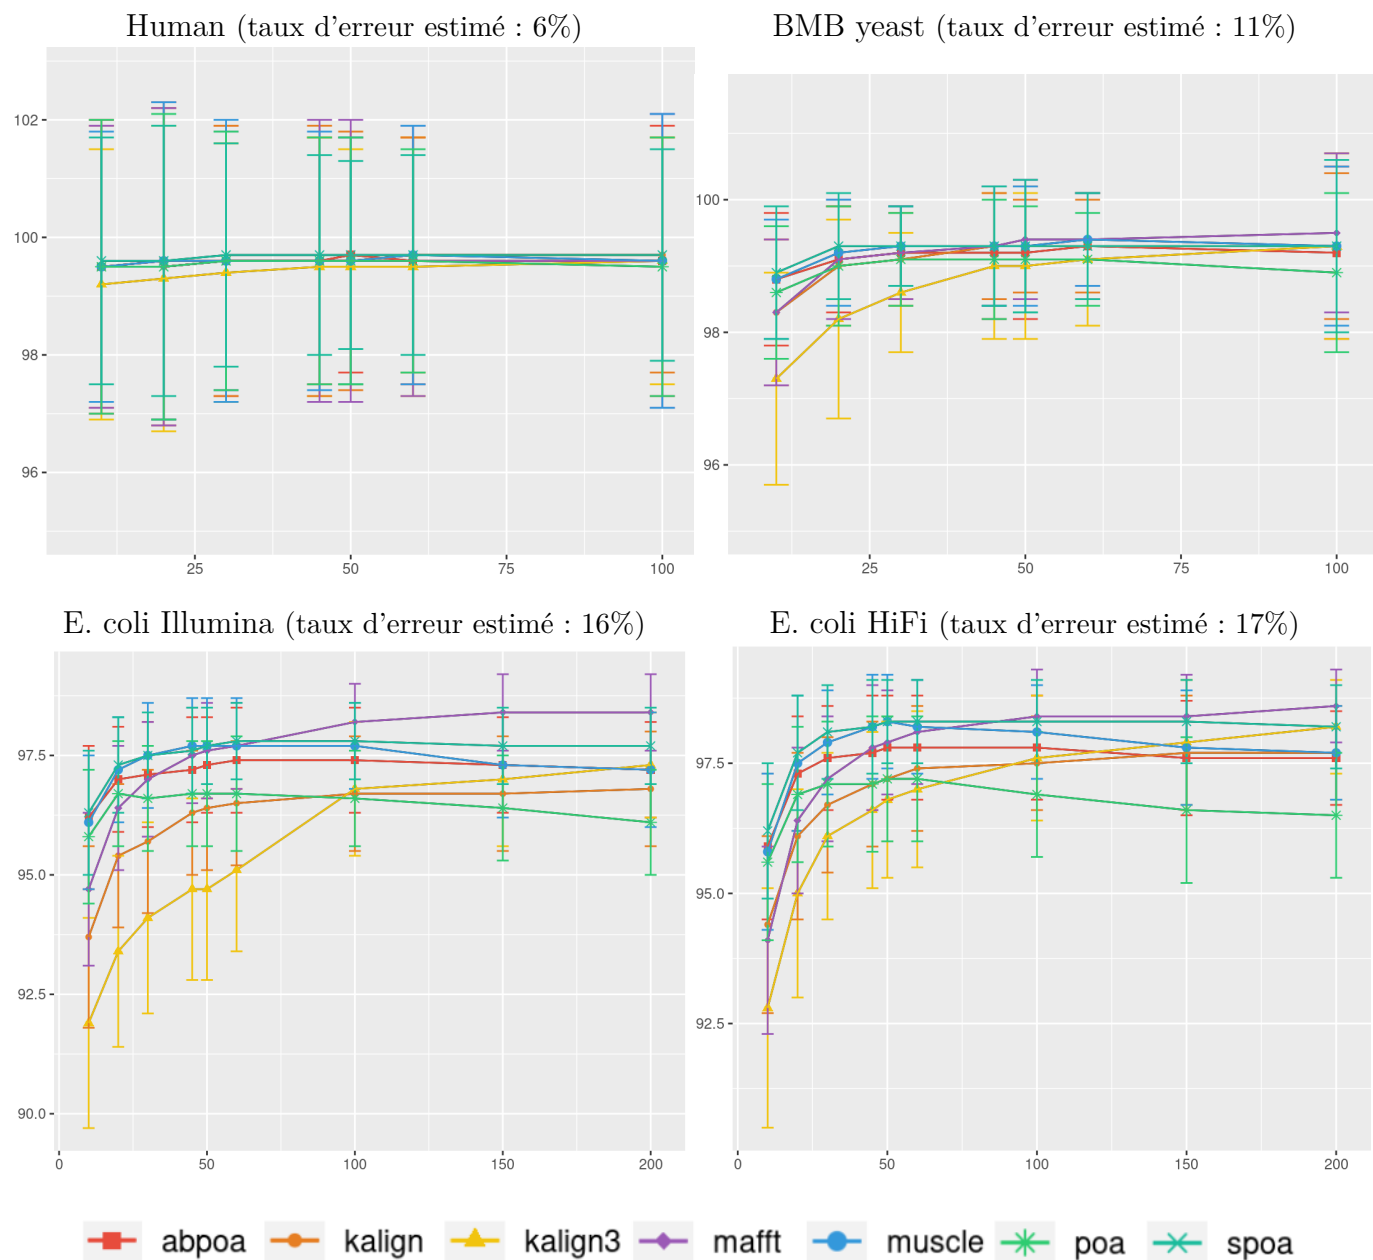 Human (taux d'erreur estimé : 6%)
BMB yeast (taux d'erreur estimé : 11%)
102
100
98
96
25
50
75
100
100
98
96
25
50
75
100
E. coli Illumina (taux d'erreur estimé : 16%)
E. coli HiFi (taux d'erreur estimé : 17%)
97.5
95.0
92.5
90.0
0
50
100
150
200
97.5
95.0
92.5
0
50
100
150
200
abpoa
kalign
kalign3
mafft
muscle
poa
spoa